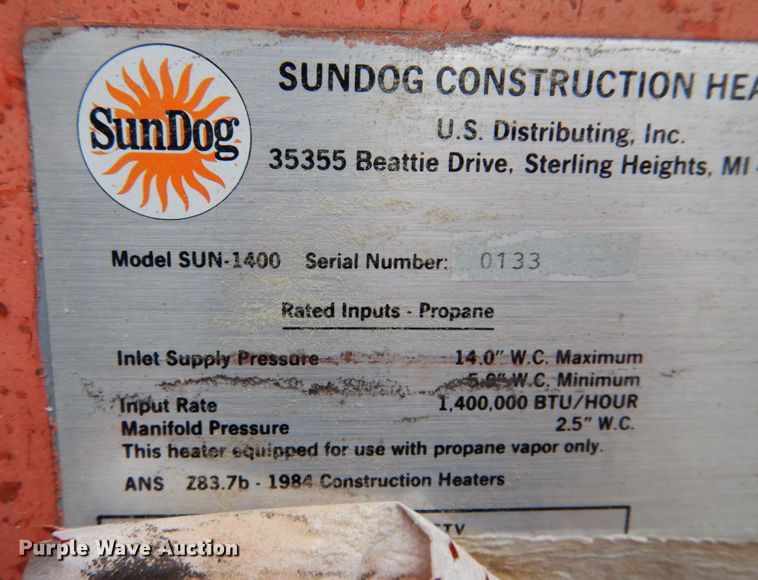 SunDog
SUNDOG CONSTRUCTION HEA
U.S. Distributing, Inc.
35355 Beattie Drive, Sterling Heights, MI
Model SUN-1400 Serial Number: 0133
Rated Inputs - Propane
Inlet Supply Pressure 14.0" W.C. Maximum
5.0" W.C. Minimum
Input Rate 1,400,000 BTU/HOUR
Manifold Pressure 2.5" W.C.
This heater equipped for use with propane vapor only.
ANS Z83.7b - 1984 Construction Heaters
Purple Wave Auction